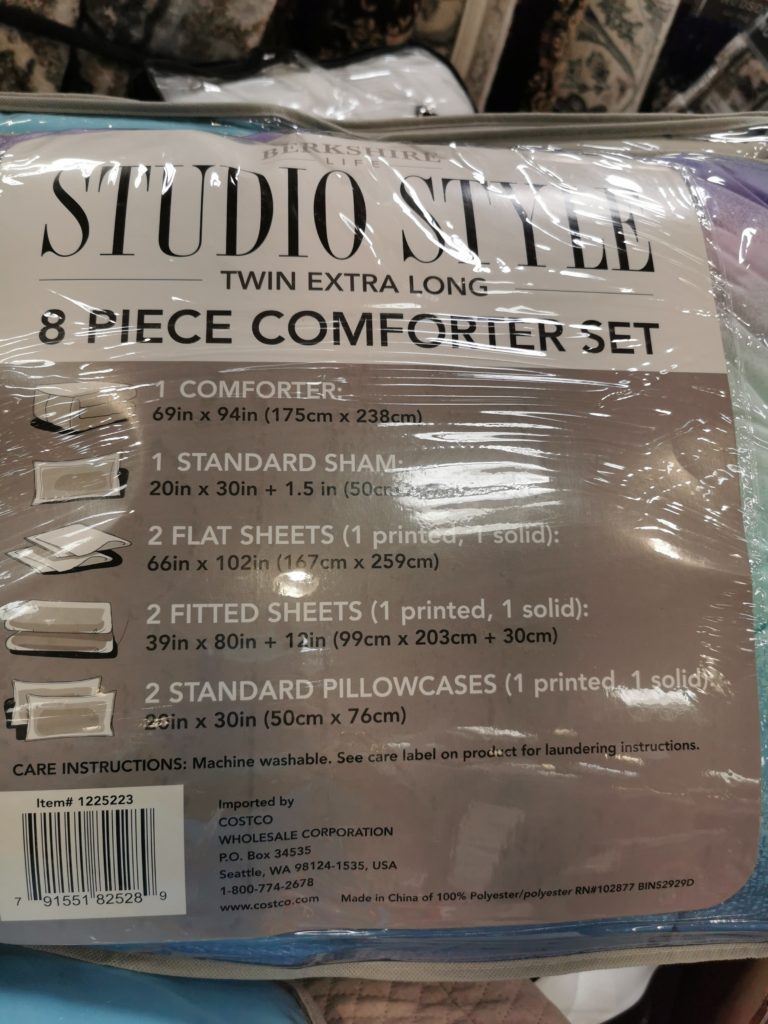 BERKSHIRE
LIFE
STUDIO STYLE
TWIN EXTRA LONG
8 PIECE COMFORTER SET
1 COMFORTER:
69in x 94in (175cm x 238cm)
1 STANDARD SHAM:
20in x 30in + 1.5 in (50cm
2 FLAT SHEETS (1 printed, 1 solid):
66in x 102in (167cm x 259cm)
2 FITTED SHEETS (1 printed, 1 solid):
39in x 80in + 12in (99cm x 203cm + 30cm)
2 STANDARD PILLOWCASES (1 printed, 1 solid):
20in x 30in (50cm x 76cm)
CARE INSTRUCTIONS: Machine washable. See care label on product for laundering instructions.
Item# 1225223
7 91551 82528 9
Imported by
COSTCO
WHOLESALE CORPORATION
P.O. Box 34535
Seattle, WA 98124-1535, USA
1-800-774-2678
www.costco.com
Made in China of 100% Polyester/polyester RN#102877 BINS2929D